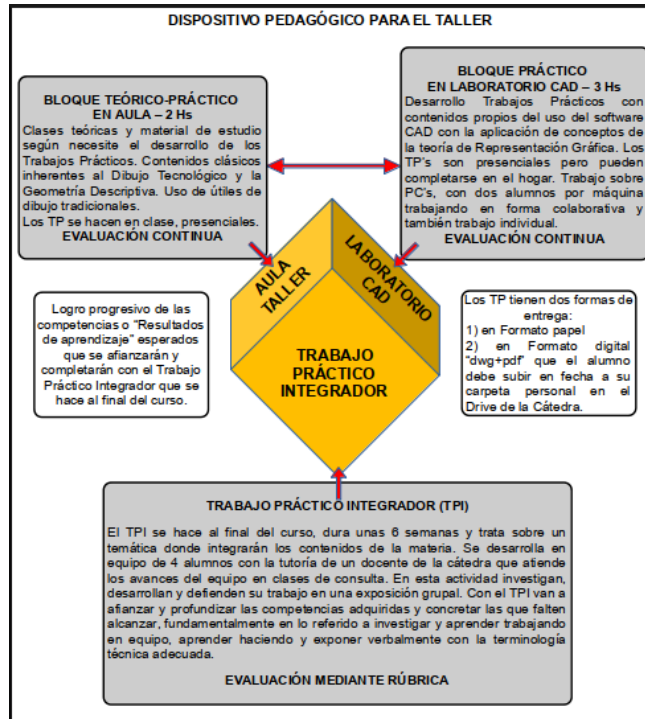 DISPOSITIVO PEDAGÓGICO PARA EL TALLER
BLOQUE TEÓRICO-PRÁCTICO
EN AULA – 2 Hs
Clases teóricas y material de estudio
según necesite el desarrollo de los
Trabajos Prácticos. Contenidos clásicos
inherentes al Dibujo Tecnológico y la
Geometría Descriptiva. Uso de útiles de
dibujo tradicionales.
Los TP se hacen en clase, presenciales.
EVALUACIÓN CONTINUA
BLOQUE PRÁCTICO
EN LABORATORIO CAD – 3 Hs
Desarrollo Trabajos Prácticos con
contenidos propios del uso del software
CAD con la aplicación de conceptos de
la teoría de Representación Gráfica. Los
TP's son presenciales pero pueden
completarse en el hogar. Trabajo sobre
PC's, con dos alumnos por máquina
trabajando en forma colaborativa y
también trabajo individual.
EVALUACIÓN CONTINUA
AULA
TALLER
LABORATORIO
CAD
TRABAJO
PRÁCTICO
INTEGRADOR
Logro progresivo de las
competencias o “Resultados
de aprendizaje” esperados
que se afianzarán y
completarán con el Trabajo
Práctico Integrador que se
hace al final del curso.
Los TP tienen dos formas de
entrega:
1) en Formato papel
2) en Formato digital
“dwg+pdf” que el alumno
debe subir en fecha a su
carpeta personal en el
Drive de la Cátedra.
TRABAJO PRÁCTICO INTEGRADOR (TPI)
El TPI se hace al final del curso, dura unas 6 semanas y trata sobre un
temática donde integrarán los contenidos de la materia. Se desarrolla en
equipo de 4 alumnos con la tutoría de un docente de la cátedra que atiende
los avances del equipo en clases de consulta. En esta actividad investigan,
desarrollan y defienden su trabajo en una exposición grupal. Con el TPI van a
afianzar y profundizar las competencias adquiridas y concretar las que falten
alcanzar, fundamentalmente en lo referido a investigar y aprender trabajando
en equipo, aprender haciendo y exponer verbalmente con la terminología
técnica adecuada.
EVALUACIÓN MEDIANTE RÚBRICA